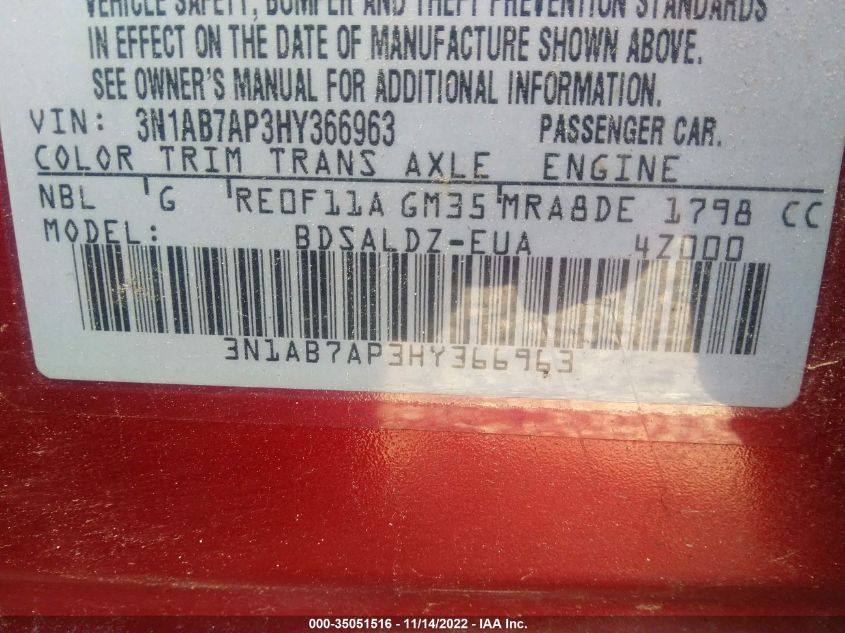 VEHICLE SAFETY, BUMPER AND THEFT PREVENTION STANDARDS
IN EFFECT ON THE DATE OF MANUFACTURE SHOWN ABOVE.
SEE OWNER'S MANUAL FOR ADDITIONAL INFORMATION.
VIN: 3N1AB7AP3HY366963 PASSENGER CAR.
COLOR TRIM TRANS AXLE ENGINE
NBL G RE0F11A GM35 MRA8DE 1798 CC
MODEL: BDSALDZ-EUA 4Z000
3N1AB7AP3HY366963
000-35051516 - 11/14/2022 - IAA Inc.